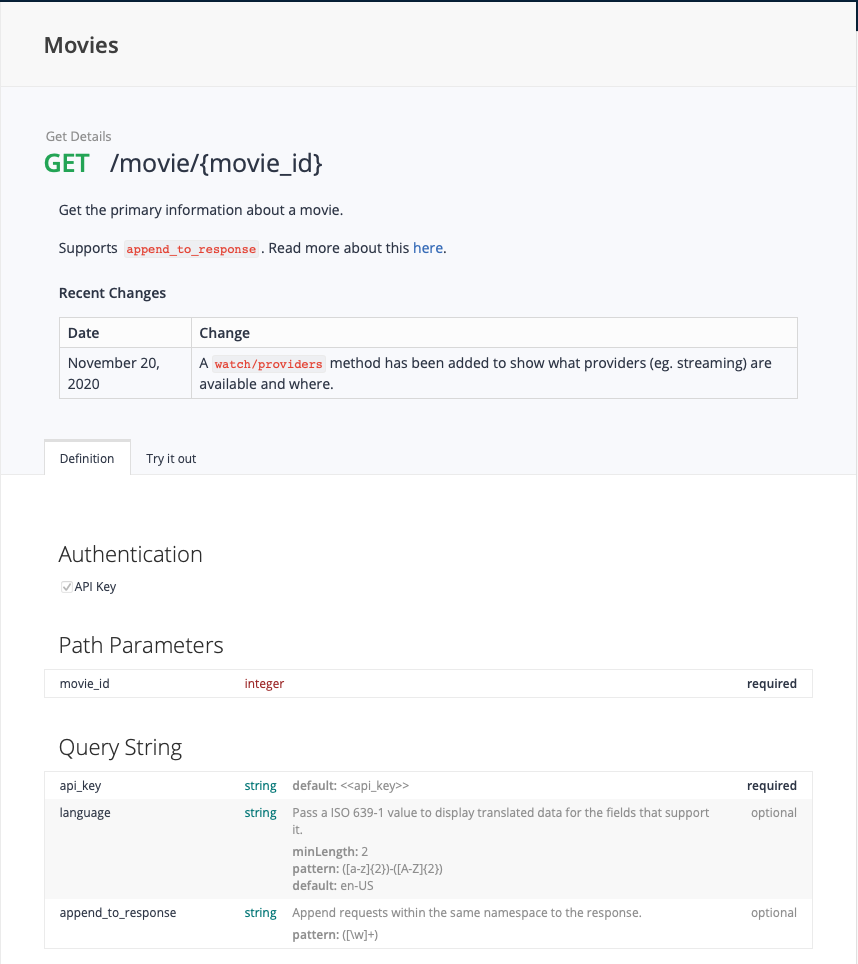 Movies
Get Details
GET /movie/{movie_id}
Get the primary information about a movie.
Supports append_to_response. Read more about this here.
Recent Changes
Date Change
November 20, A watch/providers method has been added to show what providers (eg. streaming) are
2020 available and where.
Definition Try it out
Authentication
API Key
Path Parameters
movie_id integer required
Query String
api_key string default: <<api_key>> required
language string Pass a ISO 639-1 value to display translated data for the fields that support optional
it.
minLength: 2
pattern: ([a-z]{2})-([A-Z]{2})
default: en-US
append_to_response string Append requests within the same namespace to the response. optional
pattern: ([\w]+)